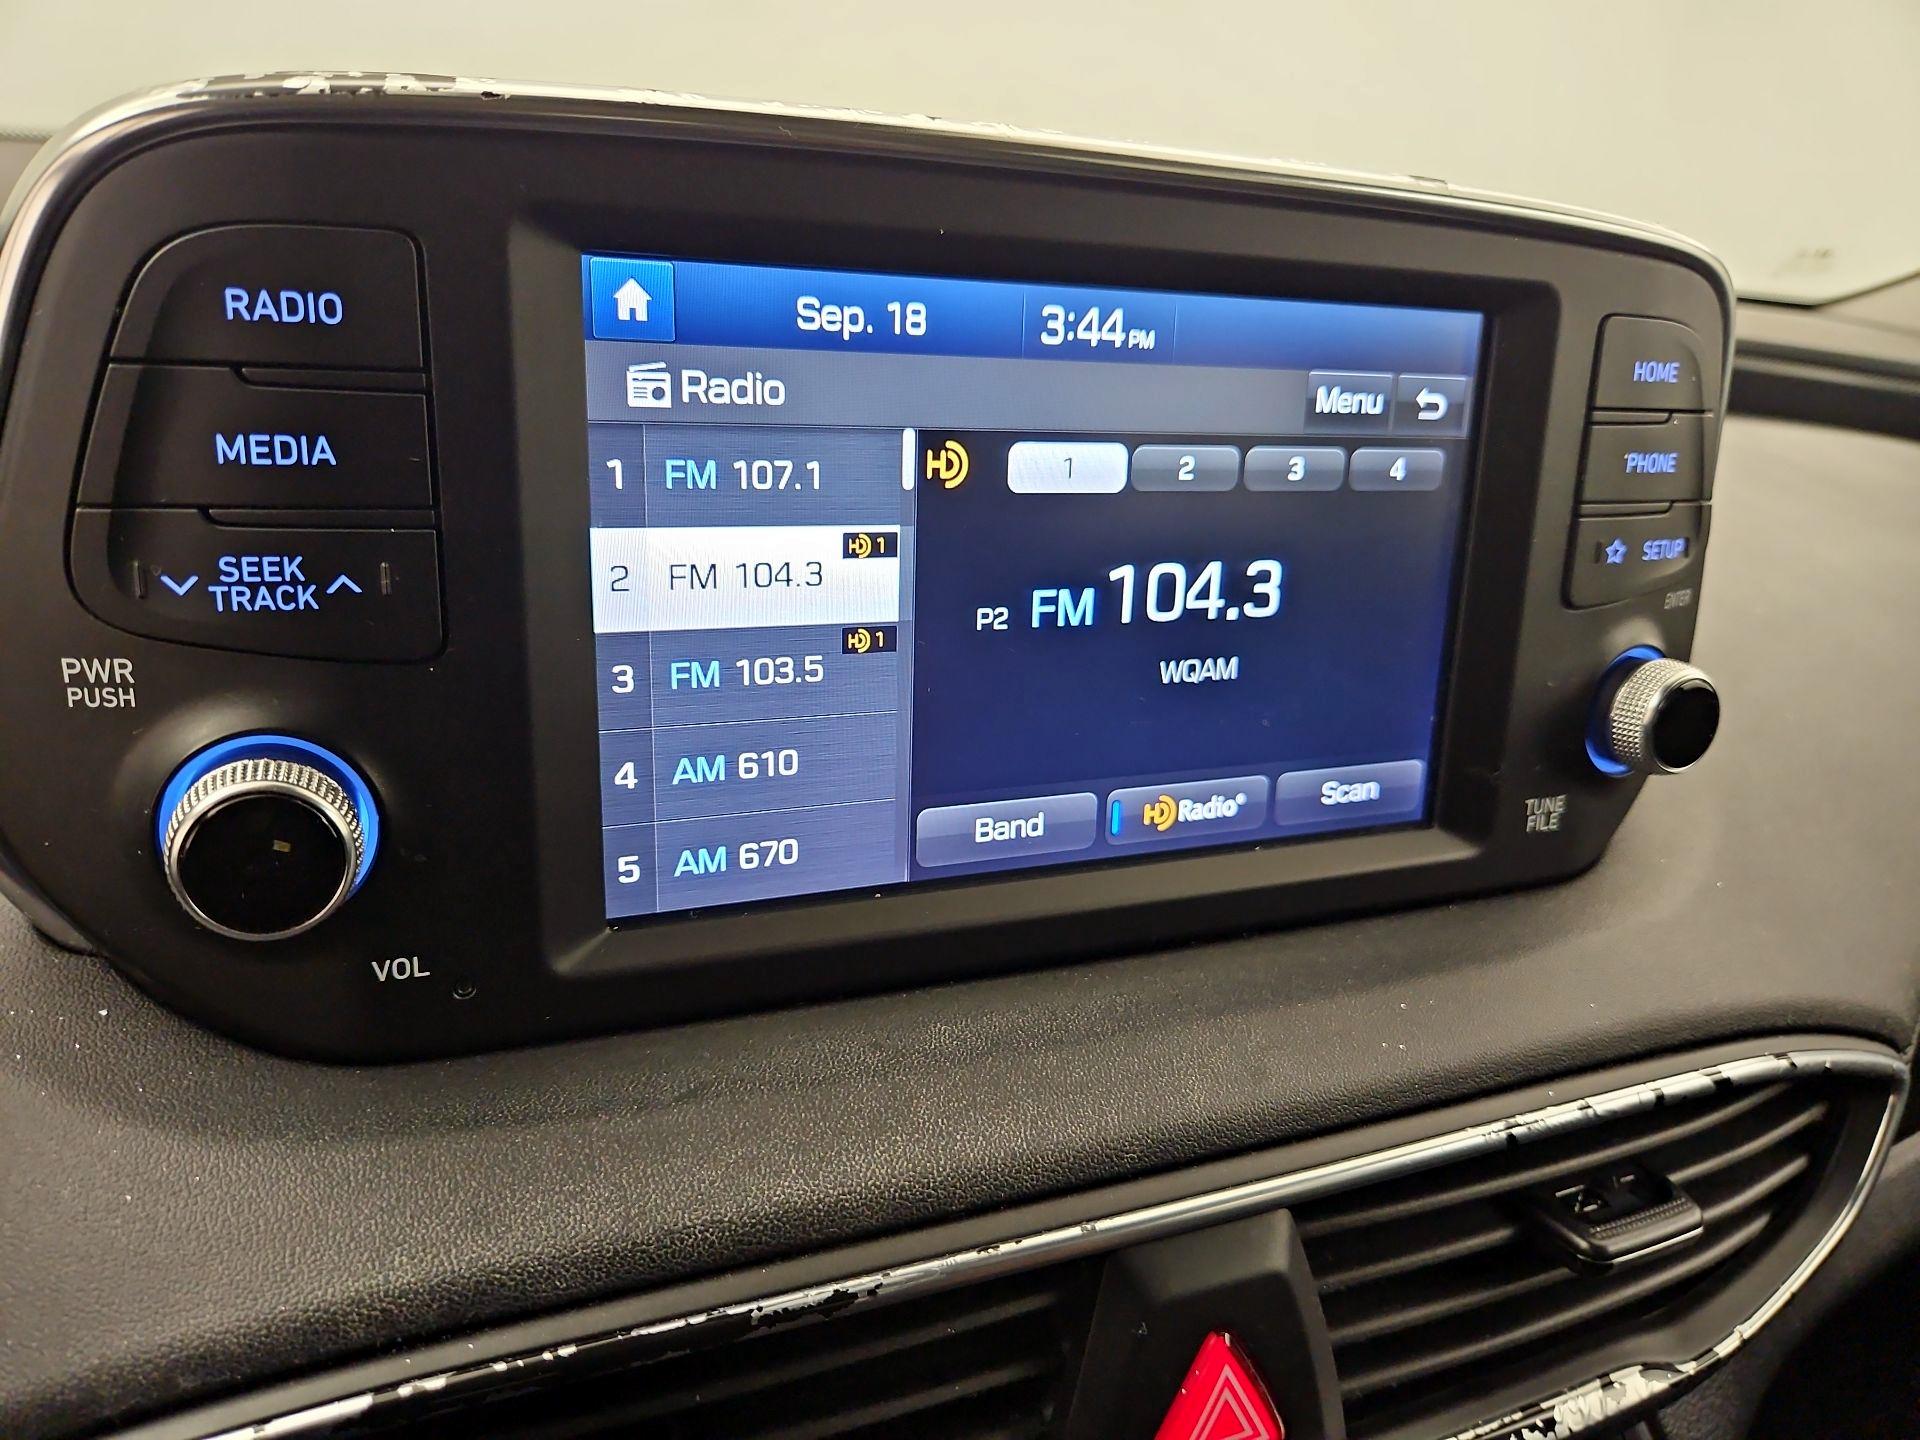 RADIO
MEDIA
SEEK
TRACK
PWR
PUSH
VOL
Sep. 18 3:44 PM
Radio Menu
1 FM 107.1
2 FM 104.3 HD 1
3 FM 103.5 HD 1
4 AM 610
5 AM 670
HD 1 2 3 4
P2 FM 104.3
WQAM
Band HD Radio® Scan
HOME
PHONE
SETUP
ENTER
TUNE
FILE